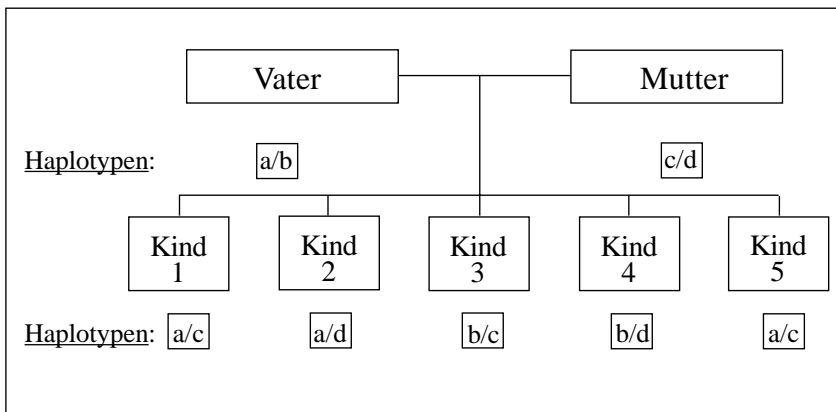 Vater Mutter
Haplotypen: a/b c/d
Kind Kind Kind Kind Kind
1 2 3 4 5
Haplotypen: a/c a/d b/c b/d a/c